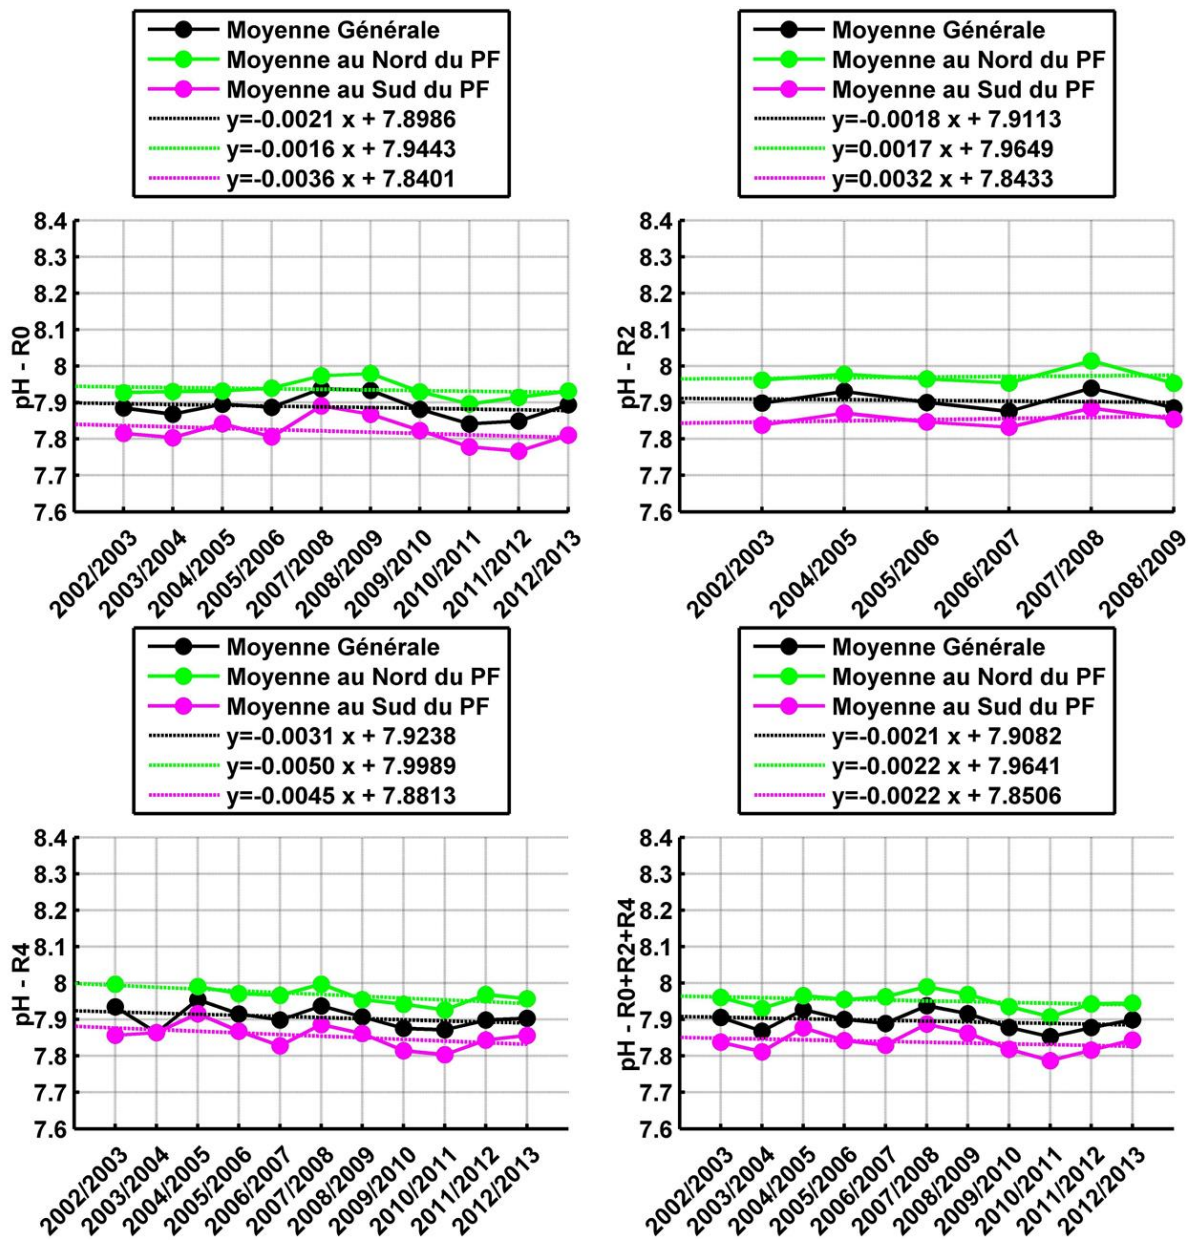 Moyenne Générale
Moyenne au Nord du PF
Moyenne au Sud du PF
y=-0.0021 x + 7.8986
y=-0.0016 x + 7.9443
y=-0.0036 x + 7.8401
8.4
8.3
8.2
8.1
8
7.9
7.8
7.7
7.6
pH - R0
2002/2003
2003/2004
2004/2005
2005/2006
2007/2008
2008/2009
2009/2010
2010/2011
2011/2012
2012/2013
Moyenne Générale
Moyenne au Nord du PF
Moyenne au Sud du PF
y=-0.0018 x + 7.9113
y=0.0017 x + 7.9649
y=0.0032 x + 7.8433
8.4
8.3
8.2
8.1
8
7.9
7.8
7.7
7.6
pH - R2
2002/2003
2004/2005
2005/2006
2006/2007
2007/2008
2008/2009
Moyenne Générale
Moyenne au Nord du PF
Moyenne au Sud du PF
y=-0.0031 x + 7.9238
y=-0.0050 x + 7.9989
y=-0.0045 x + 7.8813
8.4
8.3
8.2
8.1
8
7.9
7.8
7.7
7.6
pH - R4
2002/2003
2003/2004
2004/2005
2005/2006
2006/2007
2007/2008
2008/2009
2009/2010
2010/2011
2011/2012
2012/2013
Moyenne Générale
Moyenne au Nord du PF
Moyenne au Sud du PF
y=-0.0021 x + 7.9082
y=-0.0022 x + 7.9641
y=-0.0022 x + 7.8506
8.4
8.3
8.2
8.1
8
7.9
7.8
7.7
7.6
pH - R0+R2+R4
2002/2003
2003/2004
2004/2005
2005/2006
2006/2007
2007/2008
2008/2009
2009/2010
2010/2011
2011/2012
2012/2013